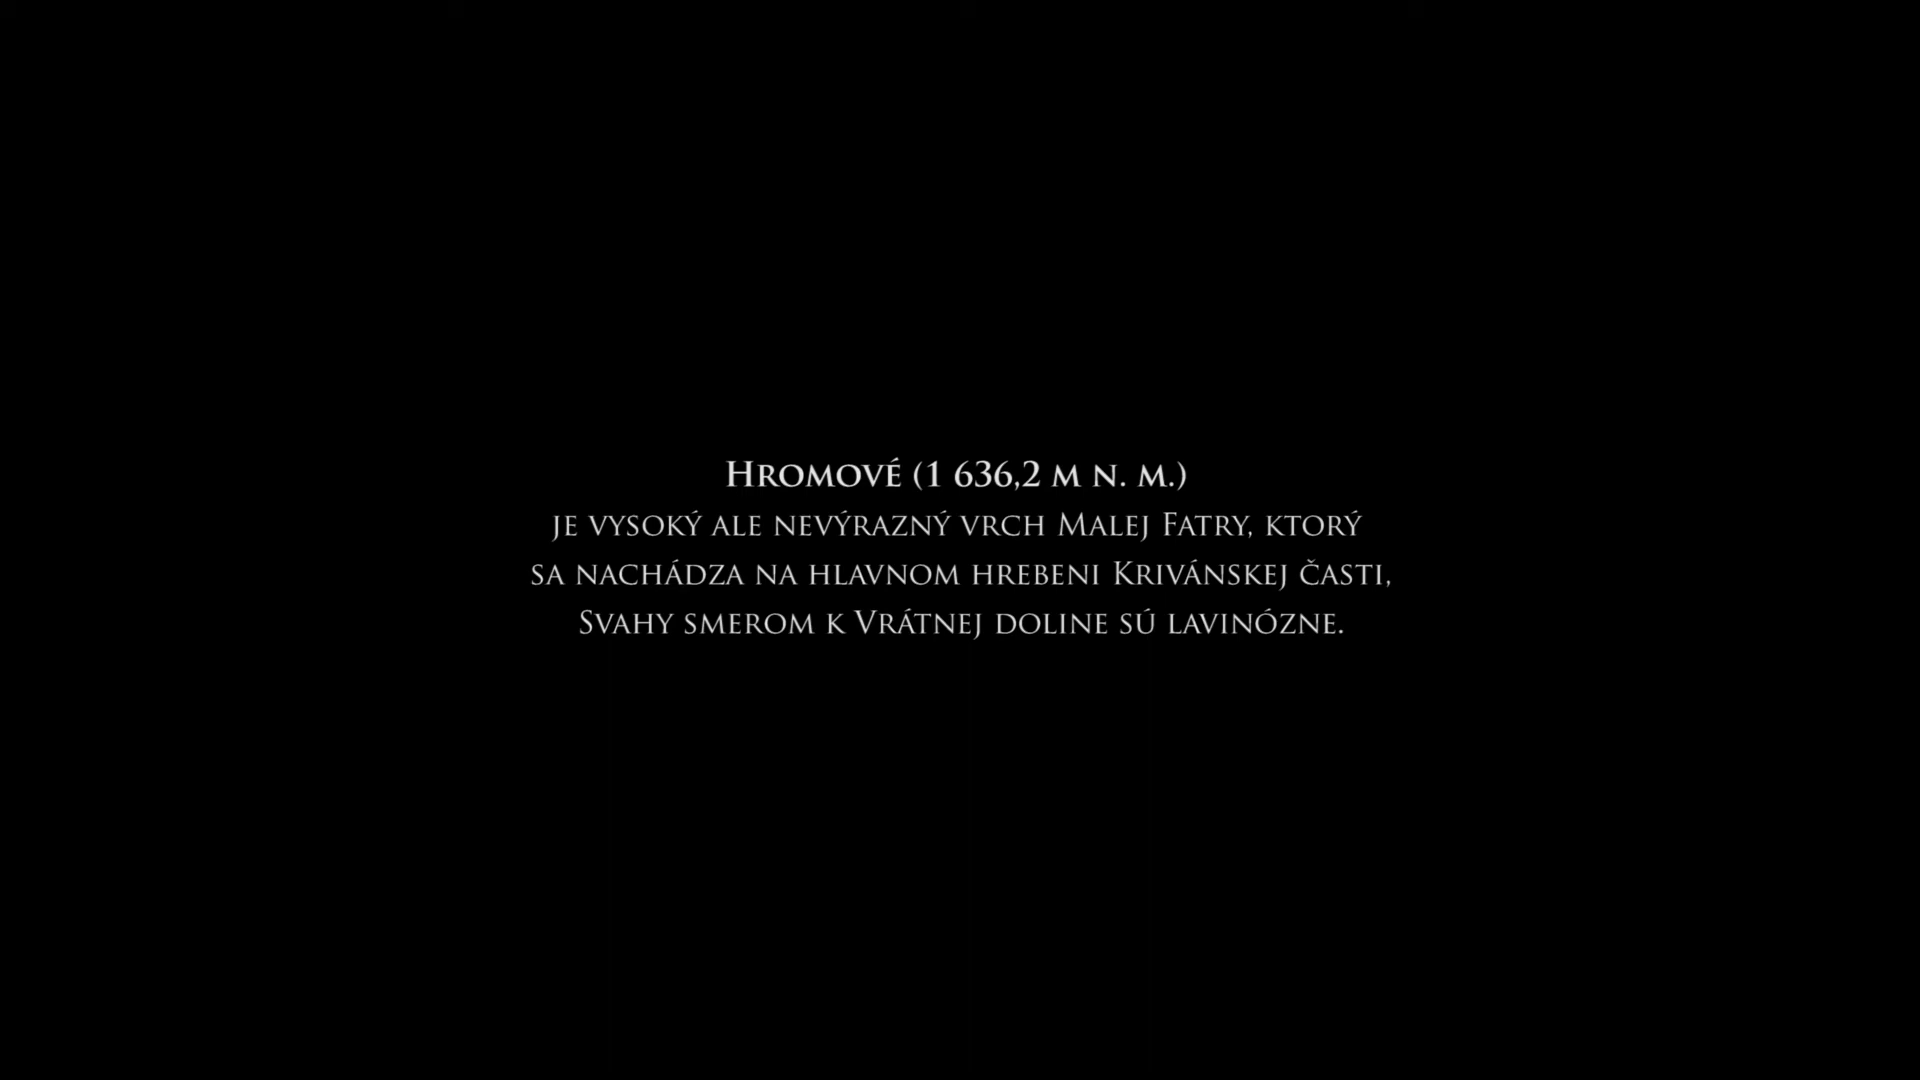 Hromové (1 636,2 m n. m.)
je vysoký ale nevýrazný vrch Malej Fatry, ktorý
sa nachádza na hlavnom hrebeni Krivánskej časti,
Svahy smerom k Vrátnej doline sú lavinózne.